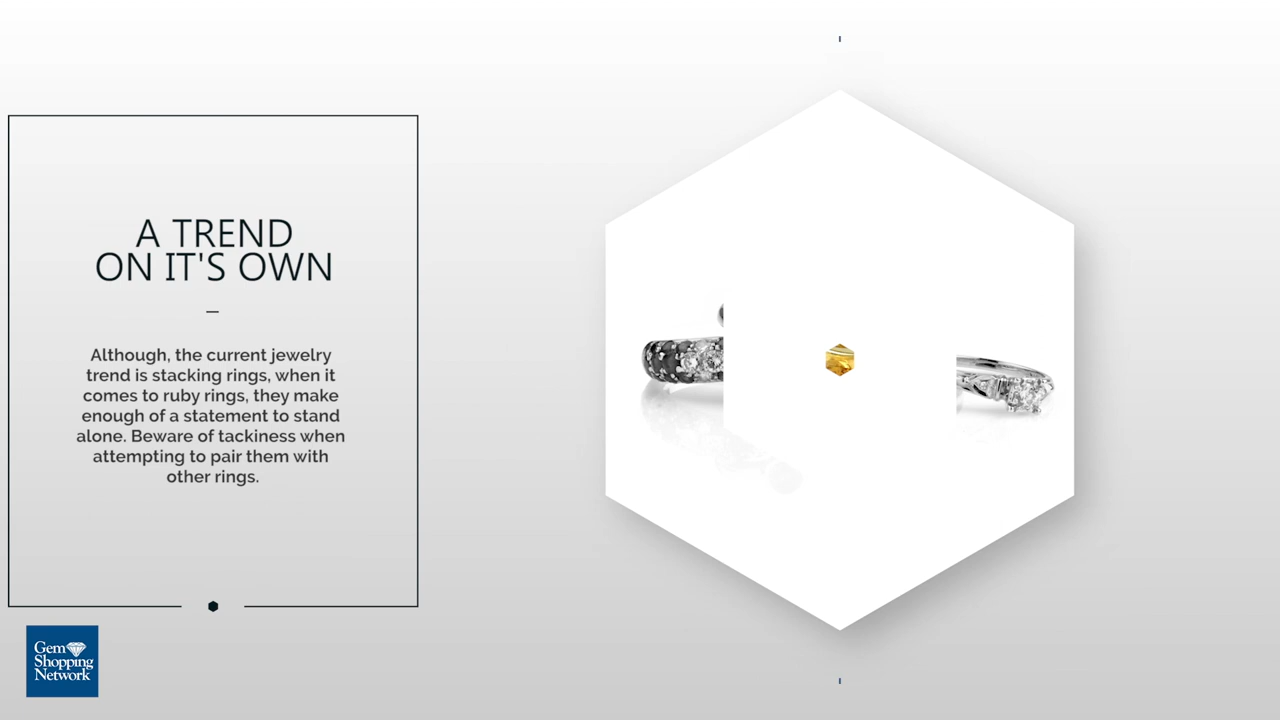 A TREND
ON IT'S OWN
Although, the current jewelry
trend is stacking rings, when it
comes to ruby rings, they make
enough of a statement to stand
alone. Beware of tackiness when
attempting to pair them with
other rings.
Gem
Shopping
Network